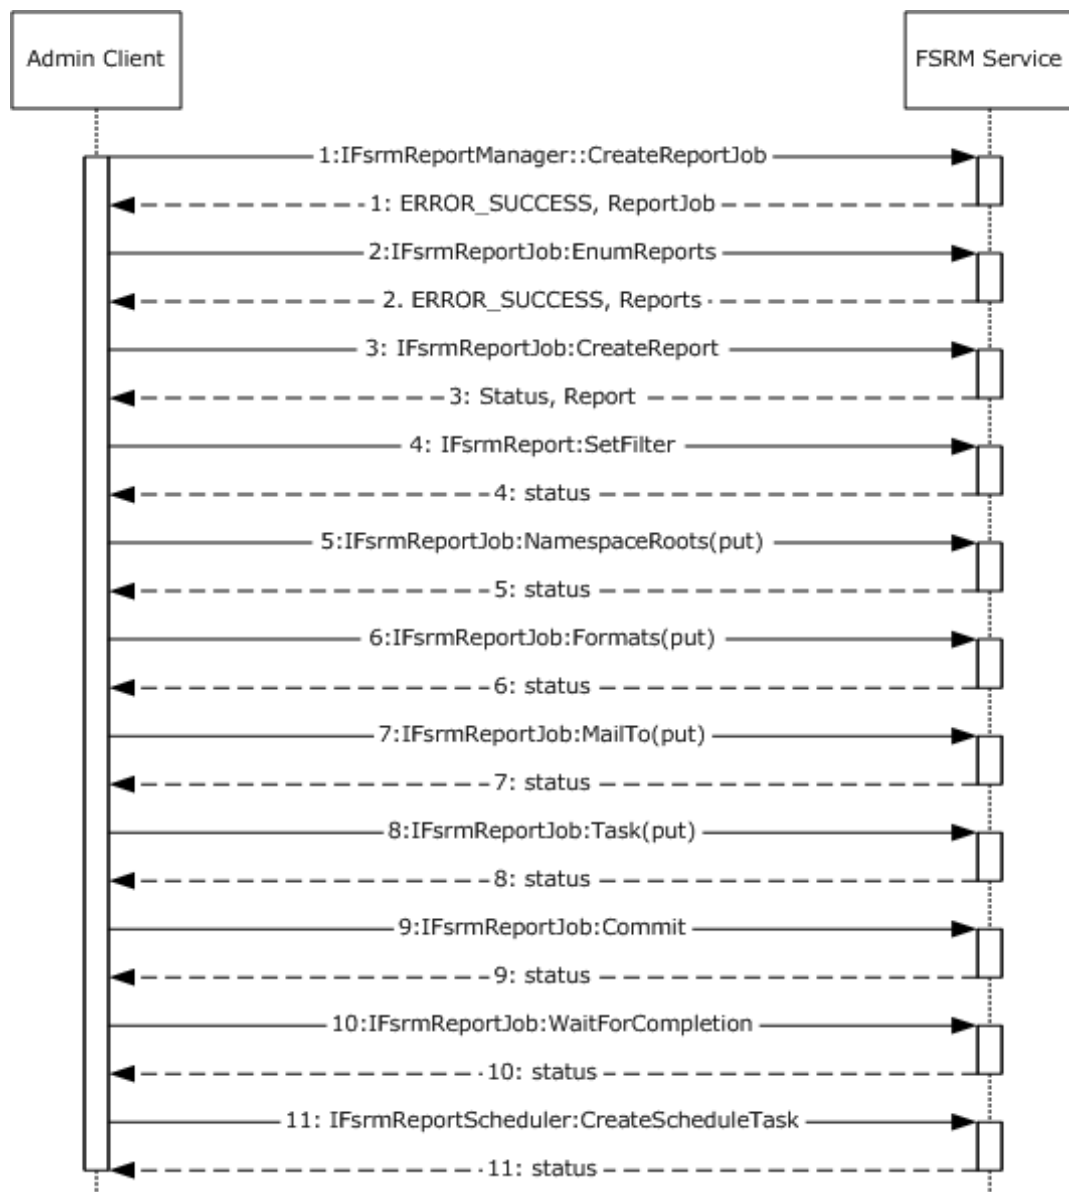 Admin Client
FSRM Service
1:IFsrmReportManager::CreateReportJob
1: ERROR_SUCCESS, ReportJob
2:IFsrmReportJob:EnumReports
2. ERROR_SUCCESS, Reports
3: IFsrmReportJob:CreateReport
3: Status, Report
4: IFsrmReport:SetFilter
4: status
5:IFsrmReportJob:NamespaceRoots(put)
5: status
6:IFsrmReportJob:Formats(put)
6: status
7:IFsrmReportJob:MailTo(put)
7: status
8:IFsrmReportJob:Task(put)
8: status
9:IFsrmReportJob:Commit
9: status
10:IFsrmReportJob:WaitForCompletion
10: status
11: IFsrmReportScheduler:CreateScheduleTask
11: status